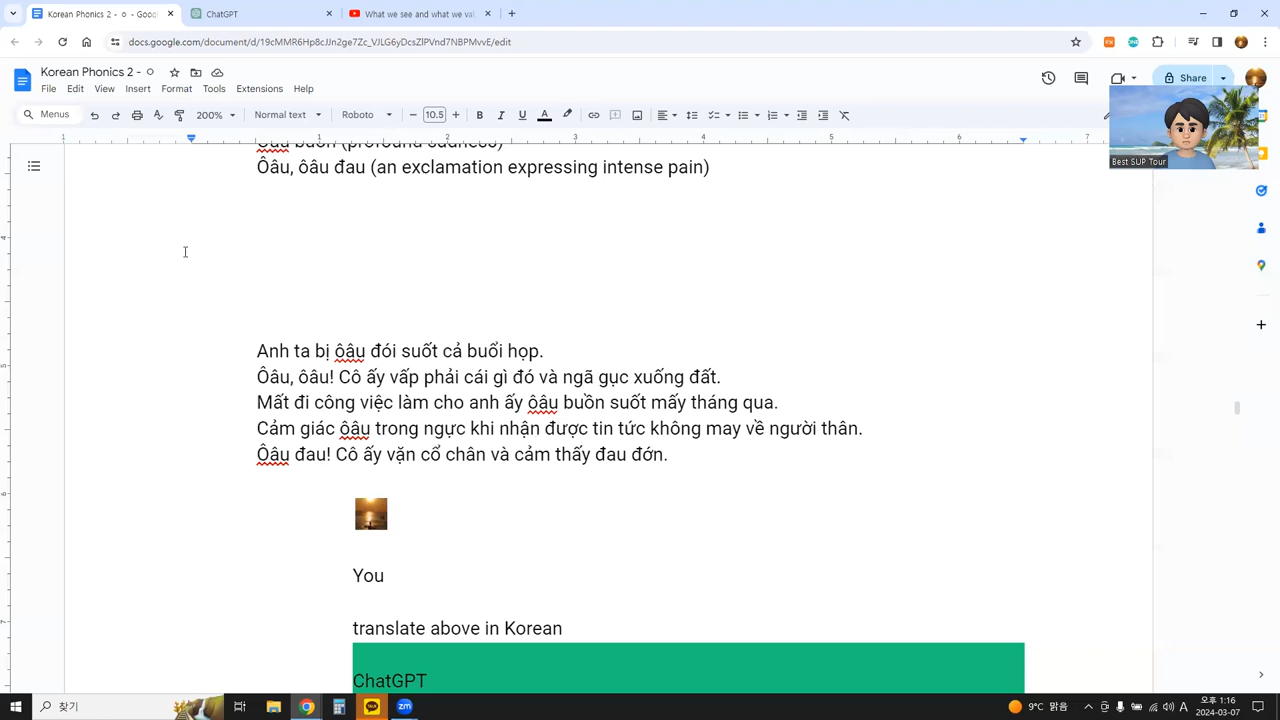 Korean Phonics 2 - ㅇ - Goog
ChatGPT
What we see and what we va
docs.google.com/document/d/19cMMR6Hp8cJJn2ge7Zc_VJLG6yDcsZlPVnd7NBPMvvE/edit
Korean Phonics 2 - ㅇ
File Edit View Insert Format Tools Extensions Help
Share
Menus 200% Normal text Roboto 10.5
Best SUP Tour
Ôâu buồn (profound sadness)
Ôâu, ôâu đau (an exclamation expressing intense pain)
Anh ta bị ôâu đói suốt cả buổi họp.
Ôâu, ôâu! Cô ấy vấp phải cái gì đó và ngã gục xuống đất.
Mất đi công việc làm cho anh ấy ôâu buồn suốt mấy tháng qua.
Cảm giác ôâu trong ngực khi nhận được tin tức không may về người thân.
Ôâu đau! Cô ấy vặn cổ chân và cảm thấy đau đớn.
You
translate above in Korean
ChatGPT
찾기
9°C 맑음
A
오후 1:16
2024-03-07